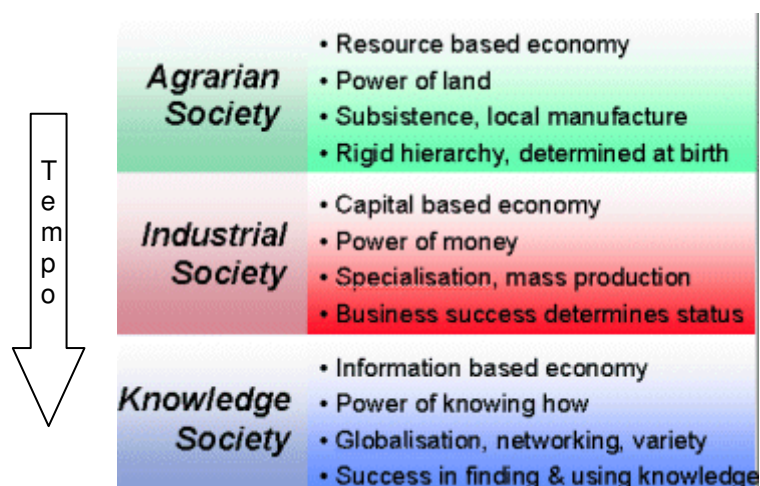 Tempo
Agrarian
Society
• Resource based economy
• Power of land
• Subsistence, local manufacture
• Rigid hierarchy, determined at birth
Industrial
Society
• Capital based economy
• Power of money
• Specialisation, mass production
• Business success determines status
Knowledge
Society
• Information based economy
• Power of knowing how
• Globalisation, networking, variety
• Success in finding & using knowledge